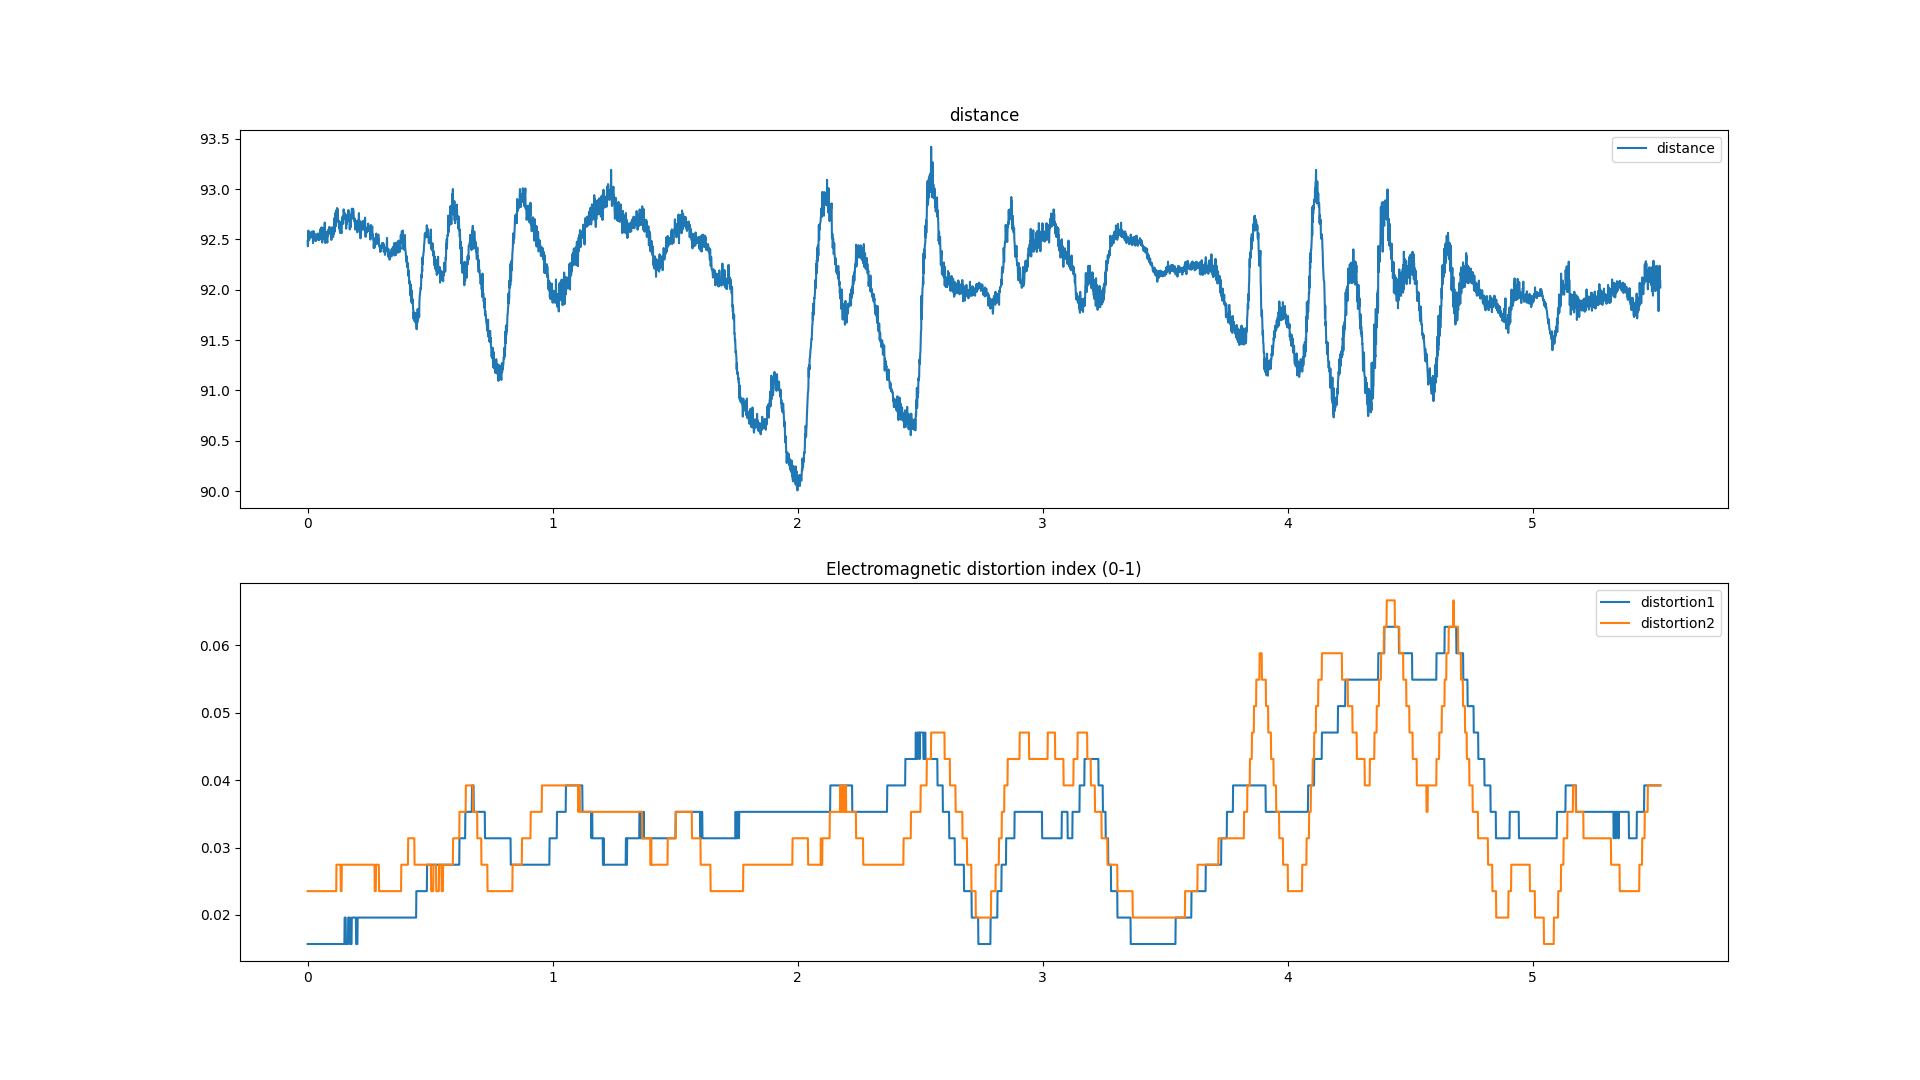 distance
93.5
93.0
92.5
92.0
91.5
91.0
90.5
90.0
distance
0 1 2 3 4 5
Electromagnetic distortion index (0-1)
0.06
0.05
0.04
0.03
0.02
distortion1
distortion2
0 1 2 3 4 5